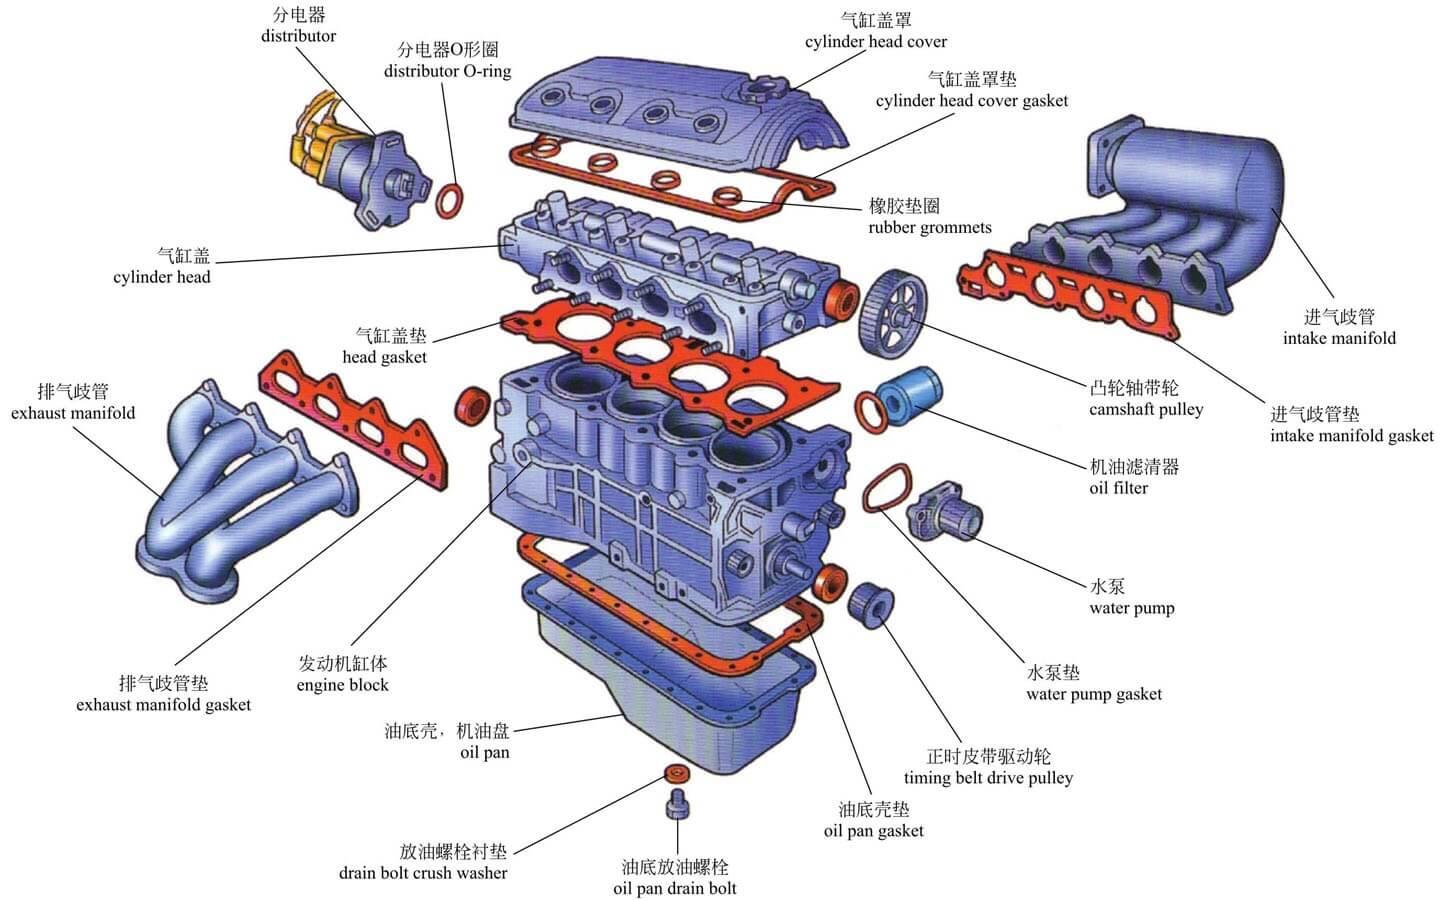 分电器
distributor
分电器O形圈
distributor O-ring
气缸盖罩
cylinder head cover
气缸盖罩垫
cylinder head cover gasket
橡胶垫圈
rubber grommets
气缸盖
cylinder head
进气歧管
intake manifold
气缸盖垫
head gasket
排气歧管
exhaust manifold
凸轮轴带轮
camshaft pulley
进气歧管垫
intake manifold gasket
机油滤清器
oil filter
水泵
water pump
发动机缸体
engine block
排气歧管垫
exhaust manifold gasket
水泵垫
water pump gasket
油底壳，机油盘
oil pan
正时皮带驱动轮
timing belt drive pulley
油底壳垫
oil pan gasket
放油螺栓衬垫
drain bolt crush washer
油底放油螺栓
oil pan drain bolt